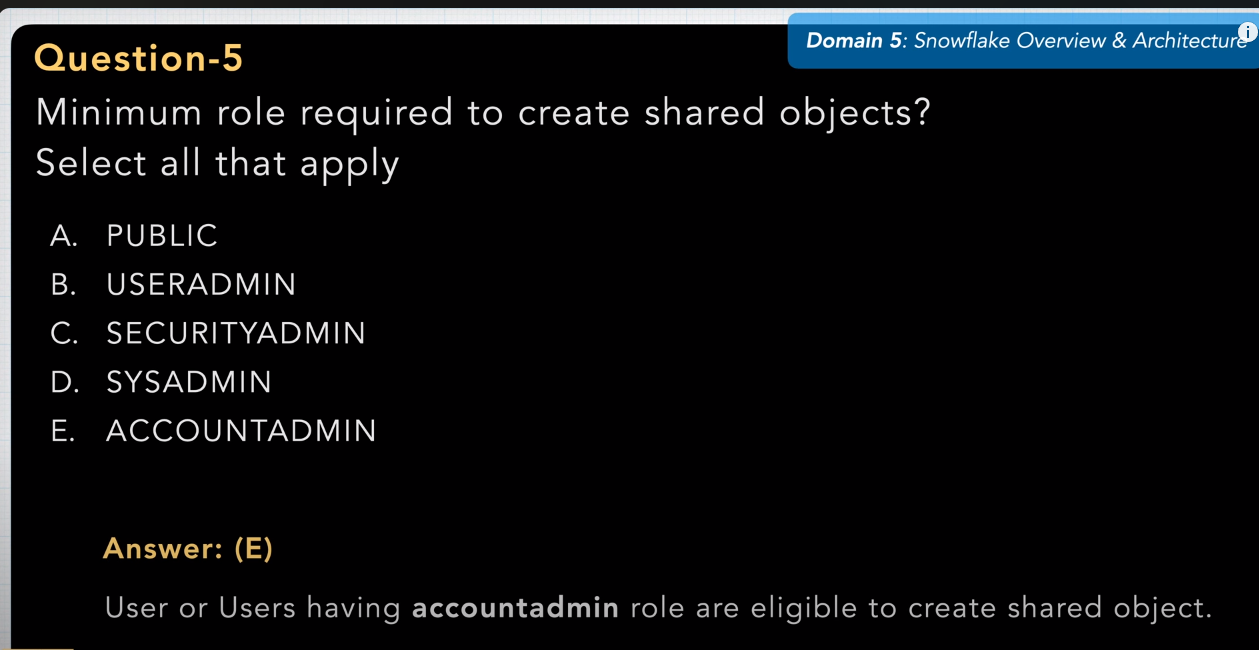 Domain 5: Snowflake Overview & Architecture
i
Question-5
Minimum role required to create shared objects?
Select all that apply
A. PUBLIC
B. USERADMIN
C. SECURITYADMIN
D. SYSADMIN
E. ACCOUNTADMIN
Answer: (E)
User or Users having accountadmin role are eligible to create shared object.